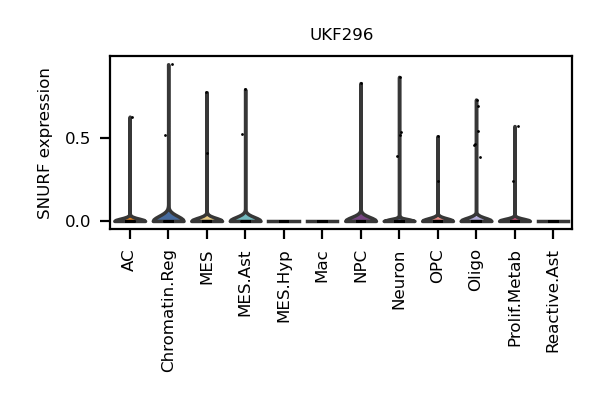 UKF296
SNURF expression
0.5
0.0
AC
Chromatin.Reg
MES
MES.Ast
MES.Hyp
Mac
NPC
Neuron
OPC
Oligo
Prolif.Metab
Reactive.Ast